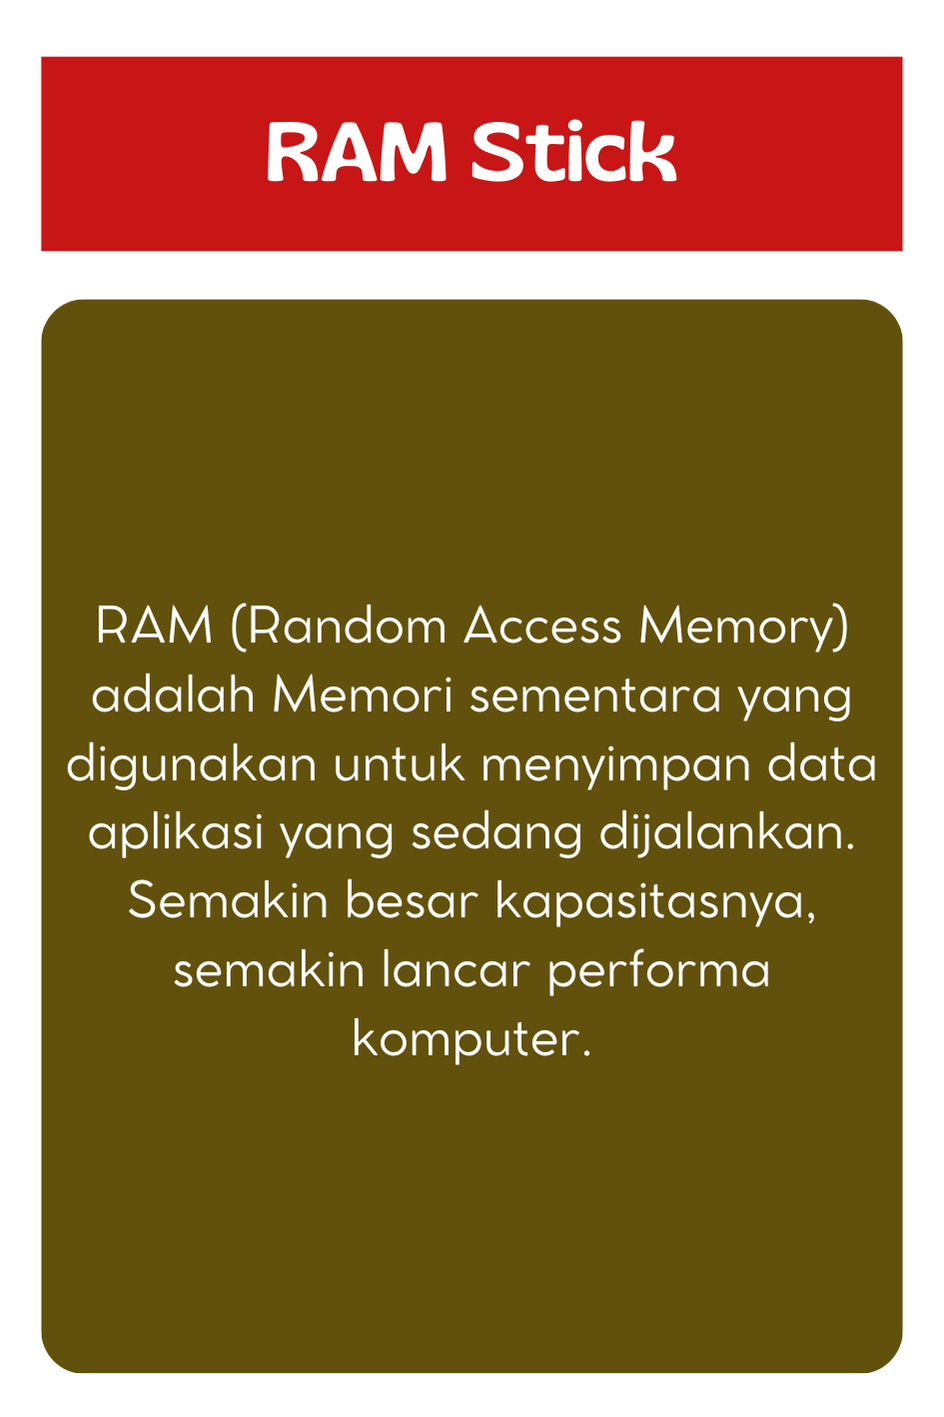 RAM Stick
RAM (Random Access Memory)
adalah Memori sementara yang
digunakan untuk menyimpan data
aplikasi yang sedang dijalankan.
Semakin besar kapasitasnya,
semakin lancar performa
komputer.